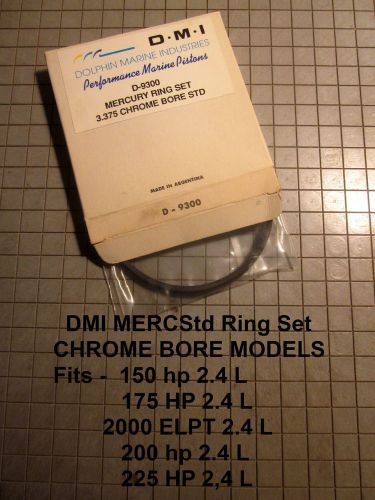 D·M·I
DOLPHIN MARINE INDUSTRIES
Performance Marine Pistons
D-9300
MERCURY RING SET
3.375 CHROME BORE STD
MADE IN ARGENTINA
D - 9300
DMI MERCStd Ring Set
CHROME BORE MODELS
Fits - 150 hp 2.4 L
175 HP 2.4 L
2000 ELPT 2.4 L
200 hp 2.4 L
225 HP 2,4 L